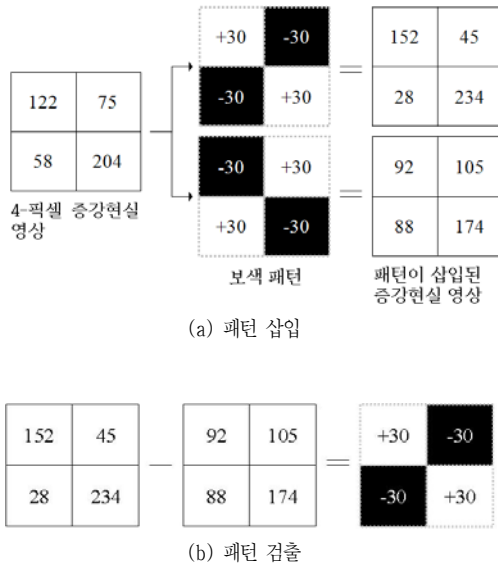 +30 -30 152 45
-30 +30 28 234
122 75
58 204
-30 +30 92 105
+30 -30 88 174
4-픽셀 증강현실
영상
보색 패턴
패턴이 삽입된
증강현실 영상
(a) 패턴 삽입
152 45 92 105 +30 -30
28 234 88 174 -30 +30
(b) 패턴 검출